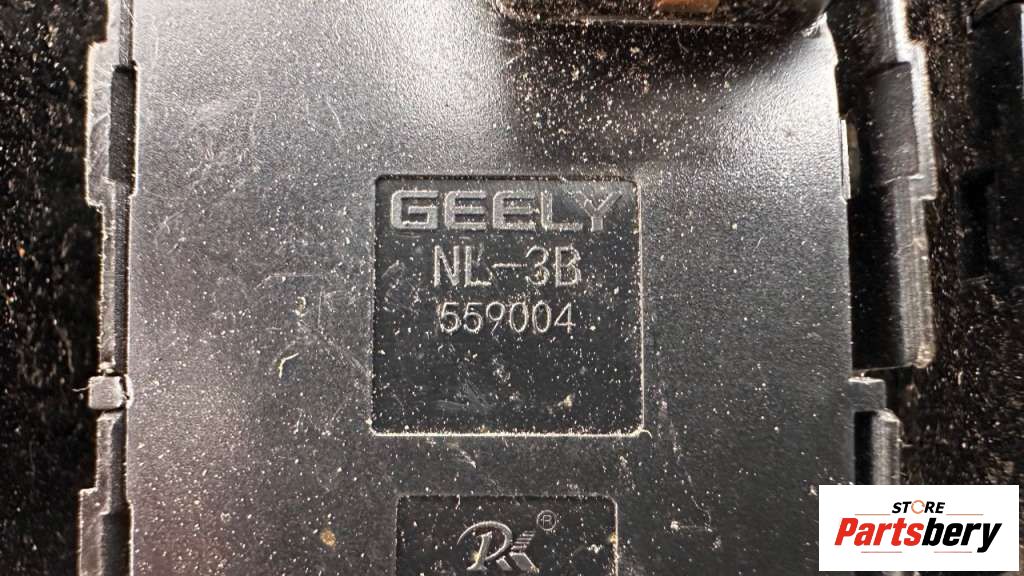 GEELY
NL-3B
559004
R
®
STORE
Partsbery